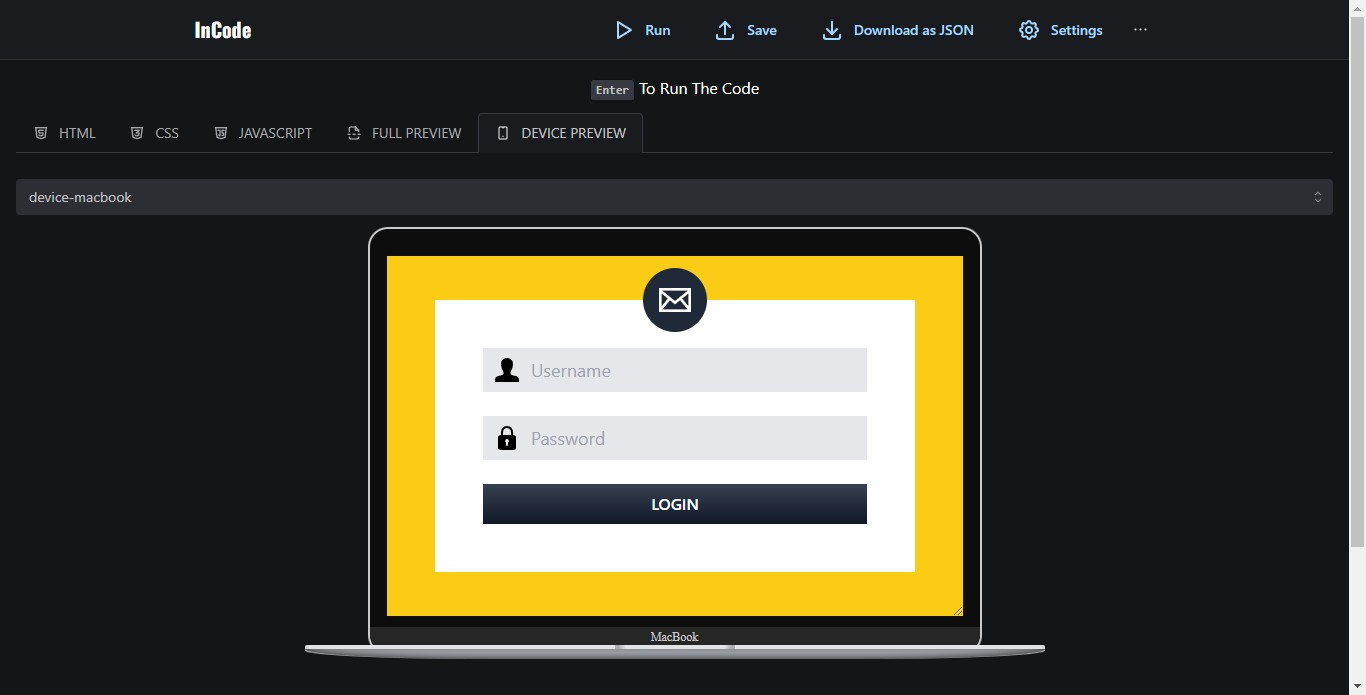 InCode
Run
Save
Download as JSON
Settings
Enter To Run The Code
HTML
CSS
JAVASCRIPT
FULL PREVIEW
DEVICE PREVIEW
device-macbook
Username
Password
LOGIN
MacBook